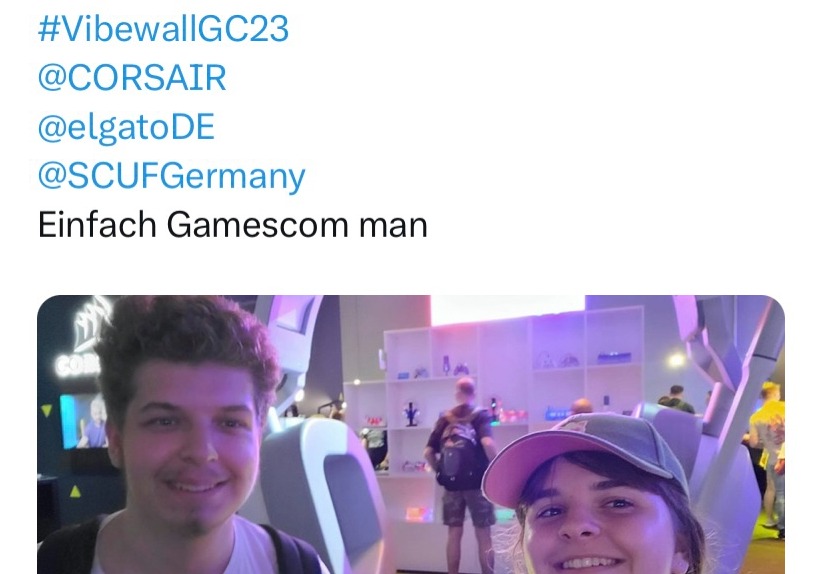 #VibewallGC23
@CORSAIR
@elgatoDE
@SCUFGermany
Einfach Gamescom man